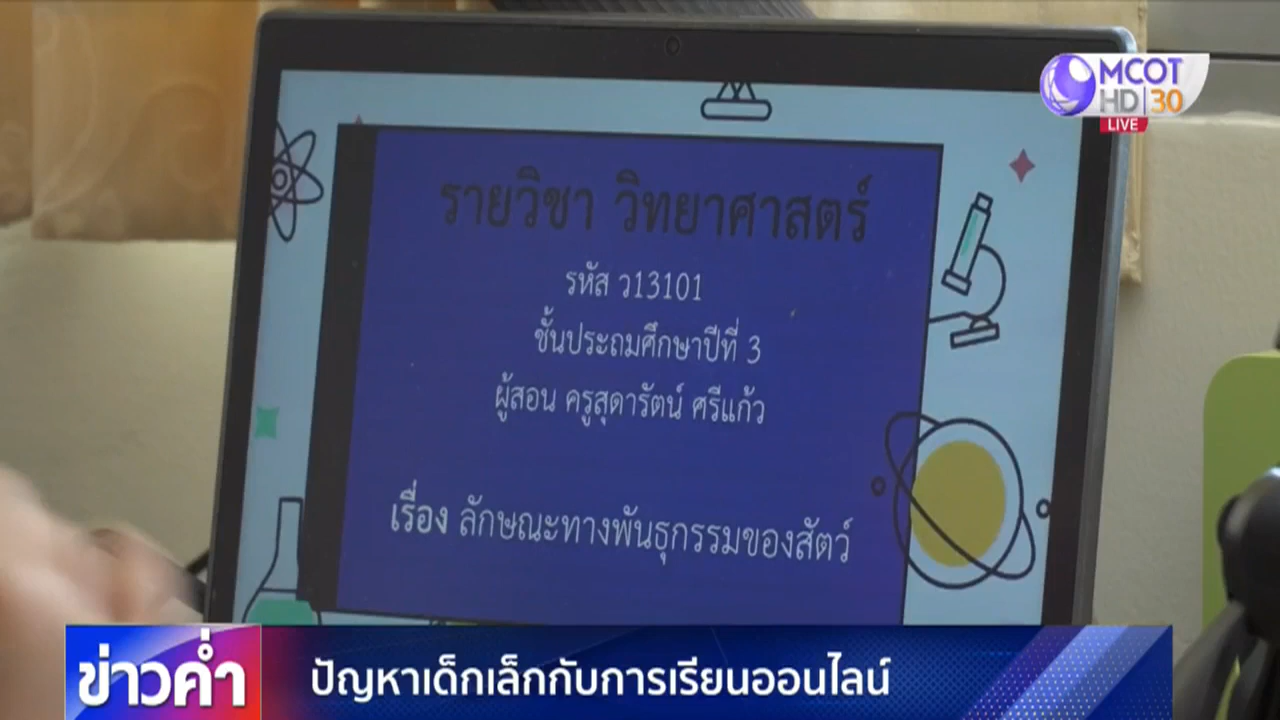 MCOT
HD 30
LIVE
รายวิชา วิทยาศาสตร์
รหัส ว13101
ชั้นประถมศึกษาปีที่ 3
ผู้สอน ครูสุดารัตน์ ศรีแก้ว
เรื่อง ลักษณะทางพันธุกรรมของสัตว์
ข่าวค่ำ
ปัญหาเด็กเล็กกับการเรียนออนไลน์